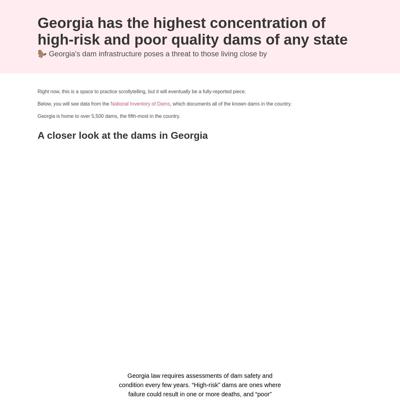 Georgia has the highest concentration of
high-risk and poor quality dams of any state
🦫 Georgia's dam infrastructure poses a threat to those living close by
Right now, this is a space to practice scrollytelling, but it will eventually be a fully-reported piece.
Below, you will see data from the National Inventory of Dams, which documents all of the known dams in the country.
Georgia is home to over 5,500 dams, the fifth-most in the country.
A closer look at the dams in Georgia
Georgia law requires assessments of dam safety and
condition every few years. “High-risk” dams are ones where
failure could result in one or more deaths, and “poor”